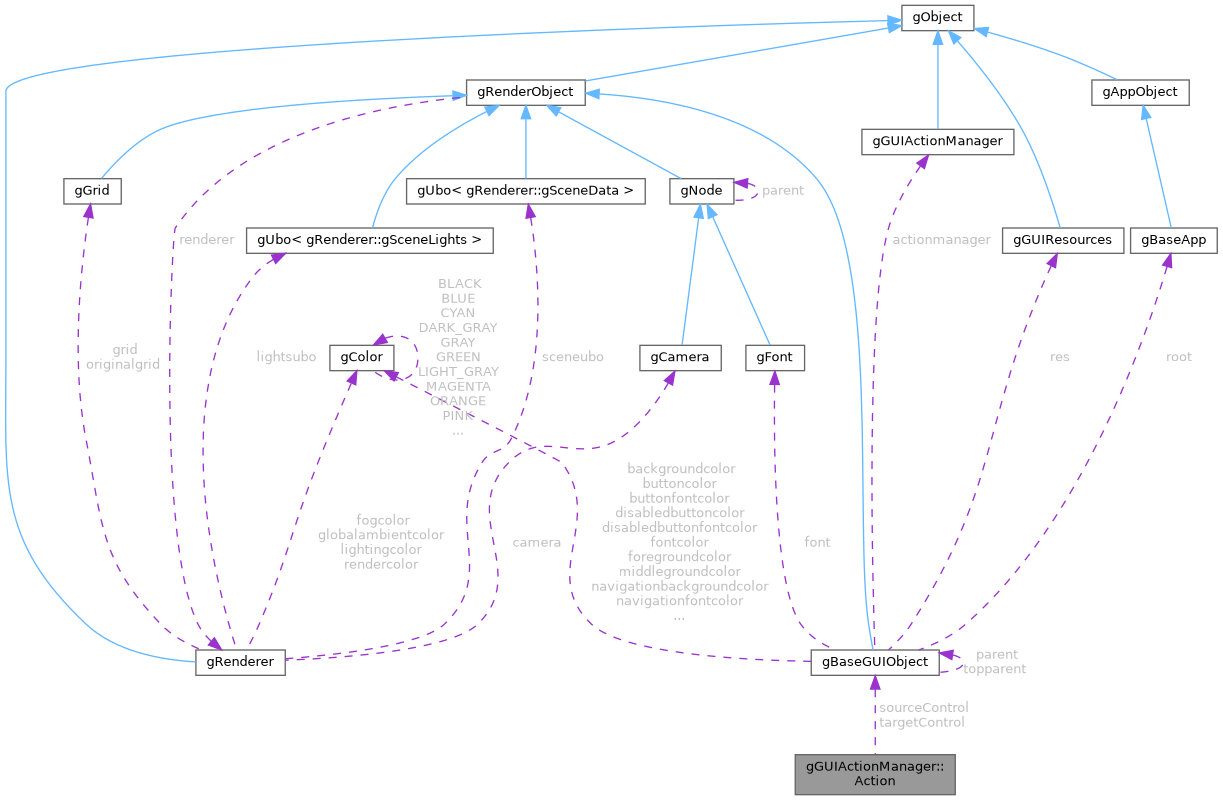 gObject
gRenderObject
gAppObject
gGUIActionManager
gGrid
gUbo< gRenderer::gSceneData >
gNode
parent
renderer
gUbo< gRenderer::gSceneLights >
actionmanager
gGUIResources
gBaseApp
BLACK
BLUE
CYAN
DARK_GRAY
GRAY
GREEN
LIGHT_GRAY
MAGENTA
ORANGE
PINK
...
grid
originalgrid
lightsubo
gColor
sceneubo
gCamera
gFont
res
root
backgroundcolor
buttoncolor
buttonfontcolor
disabledbuttoncolor
disabledbuttonfontcolor
fontcolor
foregroundcolor
middlegroundcolor
navigationbackgroundcolor
navigationfontcolor
...
fogcolor
globalambientcolor
lightingcolor
rendercolor
camera
font
gRenderer
gBaseGUIObject
parent
topparent
sourceControl
targetControl
gGUIActionManager::
Action